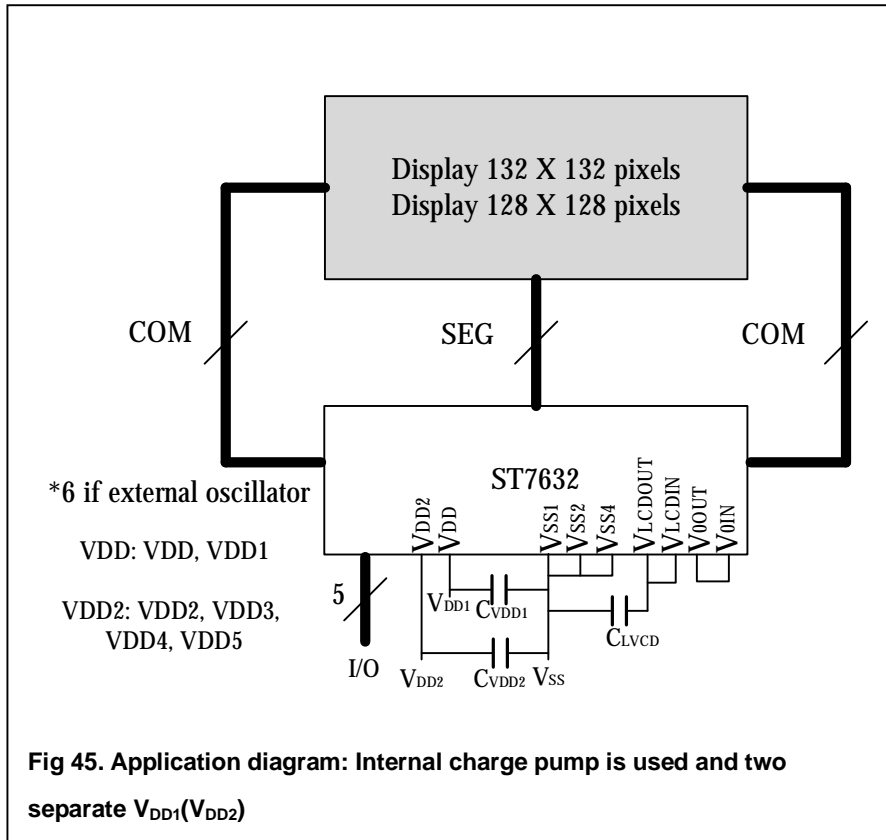 Display 132 X 132 pixels
Display 128 X 128 pixels
COM
SEG
COM
ST7632
*6 if external oscillator
VDD: VDD, VDD1
VDD2: VDD2, VDD3,
VDD4, VDD5
VDD2
VDD
VSS1
VSS2
VSS4
VLCDOUT
VLCDIN
V0OUT
V0IN
5
I/O
VDD1
CVDD1
CLVCD
VDD2
CVDD2
VSS
Fig 45. Application diagram: Internal charge pump is used and two
separate VDD1(VDD2)